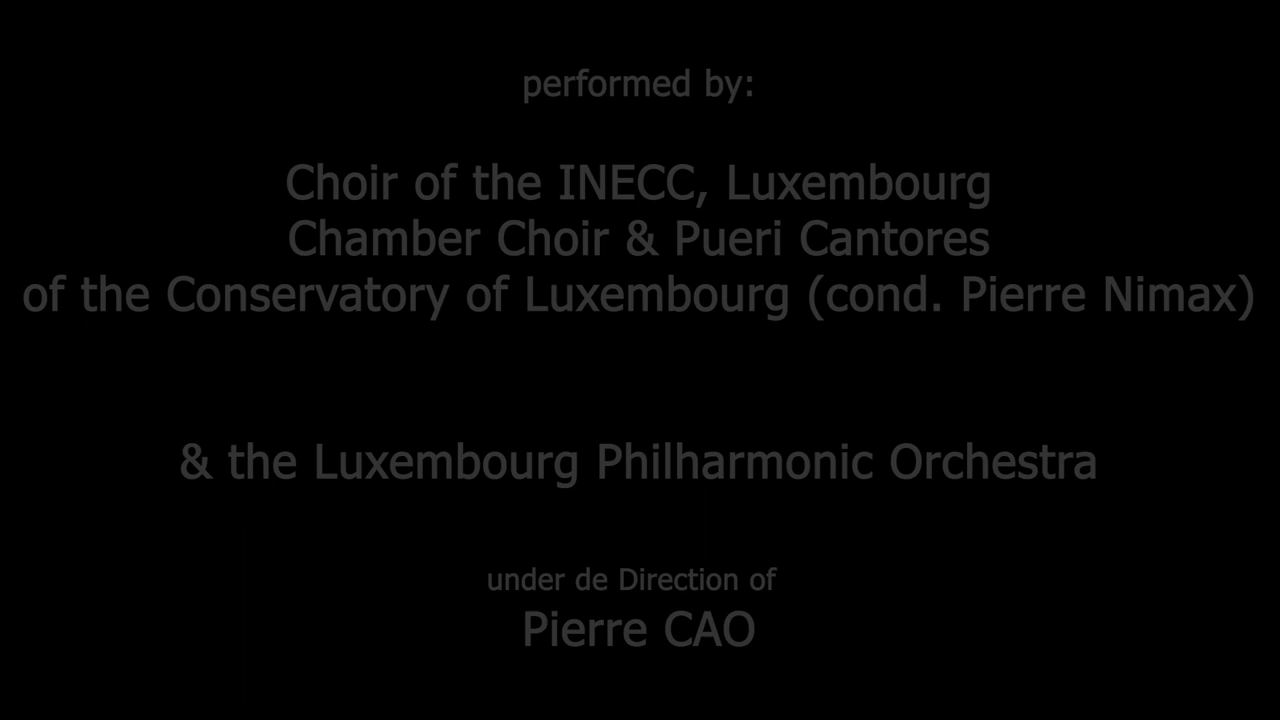 performed by:
Choir of the INECC, Luxembourg
Chamber Choir & Pueri Cantores
of the Conservatory of Luxembourg (cond. Pierre Nimax)
& the Luxembourg Philharmonic Orchestra
under de Direction of
Pierre CAO